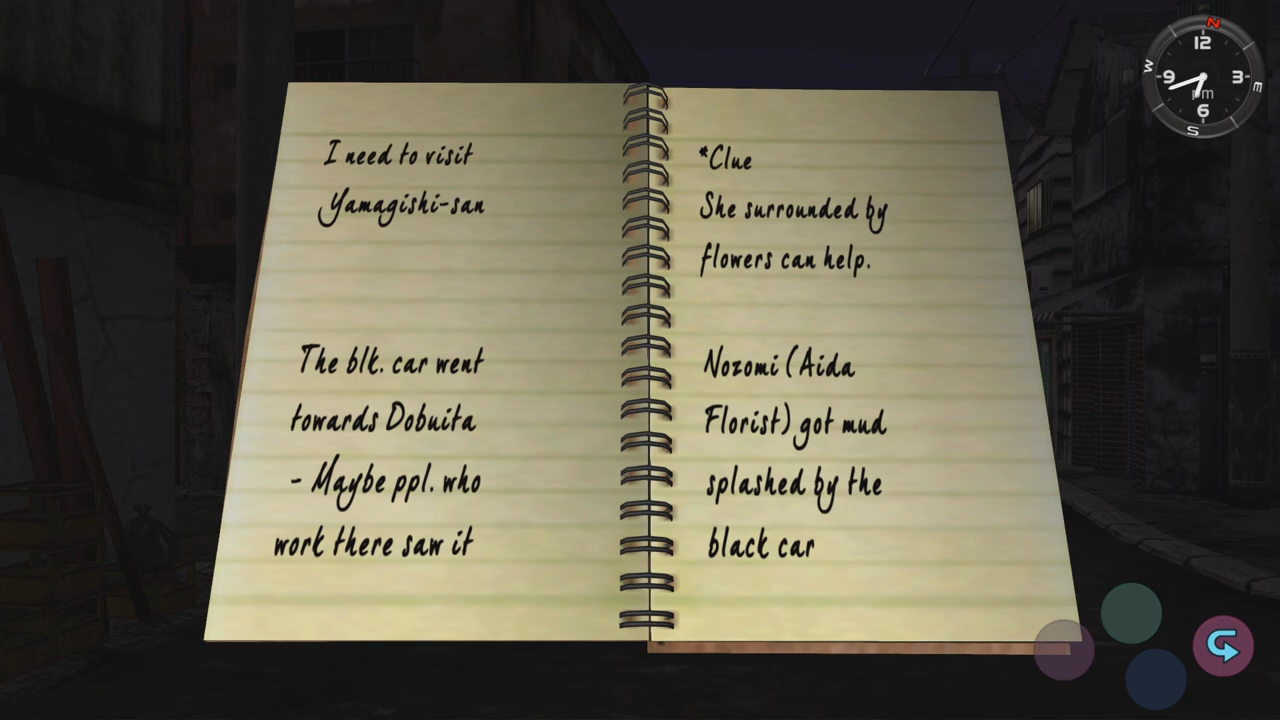 I need to visit
Yamagishi-san
The blk. car went
towards Dobuita
- Maybe ppl. who
work there saw it
*Clue
She surrounded by
flowers can help.
Nozomi (Aida
Florist) got mud
splashed by the
black car
N
12
W
9
3
E
pm
6
S